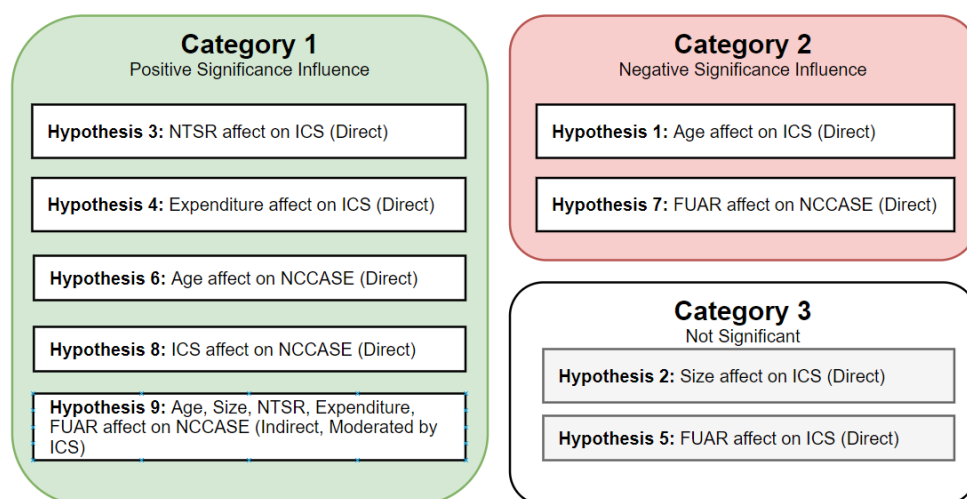 Category 1
Positive Significance Influence
Hypothesis 3: NTSR affect on ICS (Direct)
Hypothesis 4: Expenditure affect on ICS (Direct)
Hypothesis 6: Age affect on NCCASE (Direct)
Hypothesis 8: ICS affect on NCCASE (Direct)
Hypothesis 9: Age, Size, NTSR, Expenditure,
FUAR affect on NCCASE (Indirect, Moderated by
ICS)
Category 2
Negative Significance Influence
Hypothesis 1: Age affect on ICS (Direct)
Hypothesis 7: FUAR affect on NCCASE (Direct)
Category 3
Not Significant
Hypothesis 2: Size affect on ICS (Direct)
Hypothesis 5: FUAR affect on ICS (Direct)